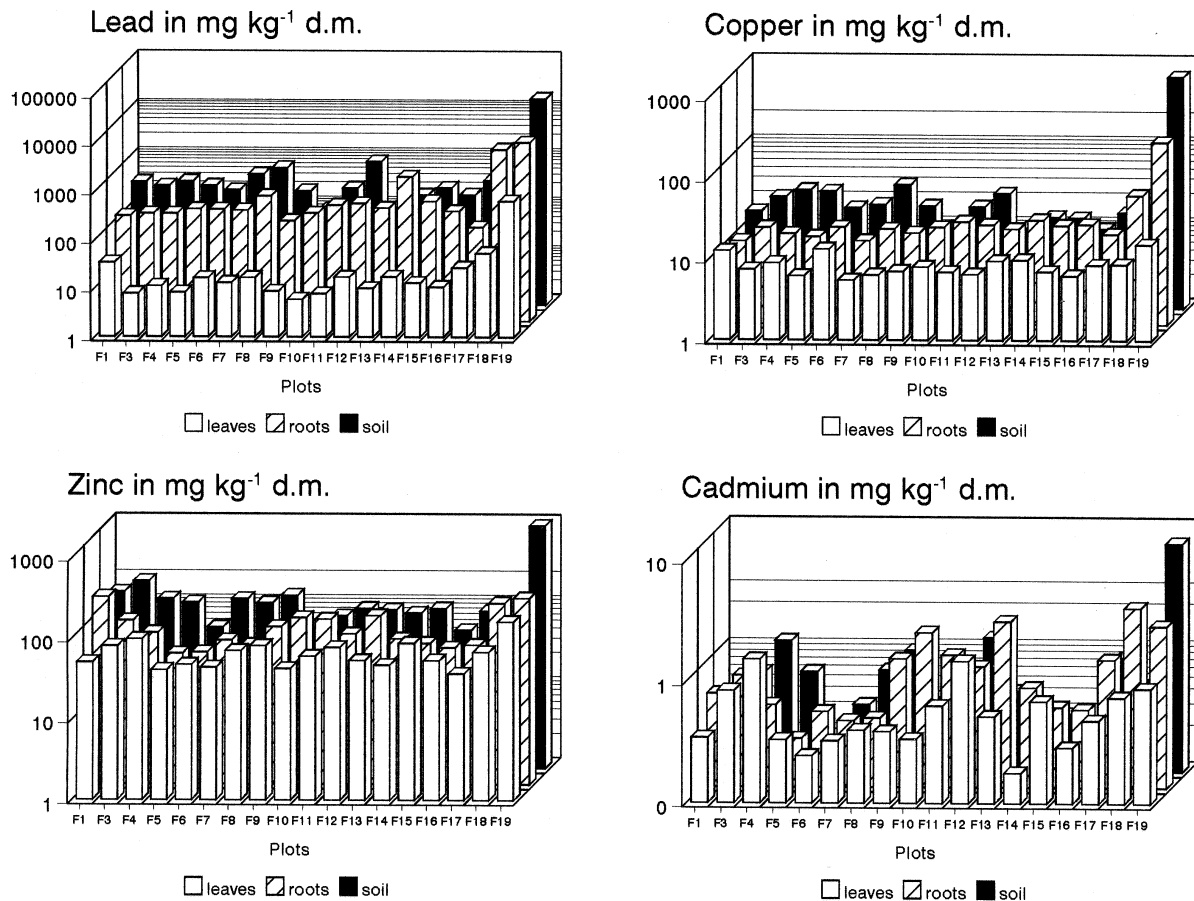 Lead in mg kg⁻¹ d.m.
100000
10000
1000
100
10
1
F1 F3 F4 F5 F6 F7 F8 F9 F10 F11 F12 F13 F14 F15 F16 F17 F18 F19
Plots
leaves roots soil
Copper in mg kg⁻¹ d.m.
1000
100
10
1
F1 F3 F4 F5 F6 F7 F8 F9 F10 F11 F12 F13 F14 F15 F16 F17 F18 F19
Plots
leaves roots soil
Zinc in mg kg⁻¹ d.m.
1000
100
10
1
F1 F3 F4 F5 F6 F7 F8 F9 F10 F11 F12 F13 F14 F15 F16 F17 F18 F19
Plots
leaves roots soil
Cadmium in mg kg⁻¹ d.m.
10
1
0
F1 F3 F4 F5 F6 F7 F8 F9 F10 F11 F12 F13 F14 F15 F16 F17 F18 F19
Plots
leaves roots soil